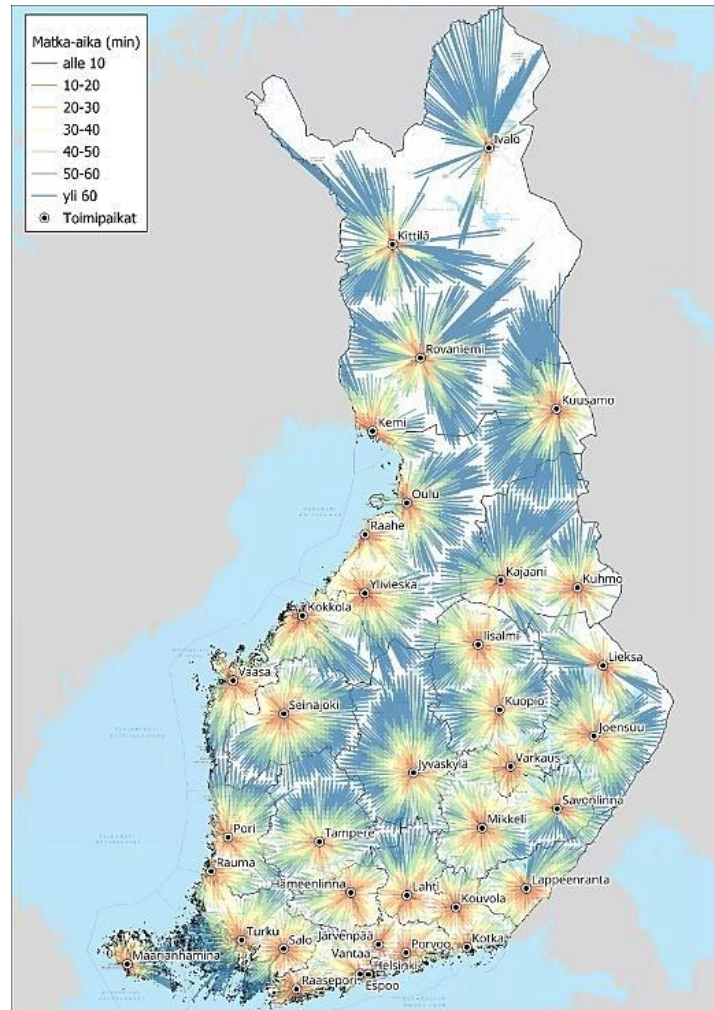 Matka-aika (min)
alle 10
10-20
20-30
30-40
40-50
50-60
yli 60
Toimipaikat
Ivalo
Kittilä
Rovaniemi
Kuusamo
Kemi
Oulu
Raahe
Ylivieska
Kajaani
Kuhmo
Kokkola
Iisalmi
Lieksa
Vaasa
Seinäjoki
Kuopio
Joensuu
Jyväskylä
Varkaus
Savonlinna
Mikkeli
Pori
Tampere
Rauma
Hämeenlinna
Lahti
Lappeenranta
Kouvola
Turku
Salo
Järvenpää
Vantaa
Porvoo
Kotka
Maarianhamina
Helsinki
Espoo
Raasepori